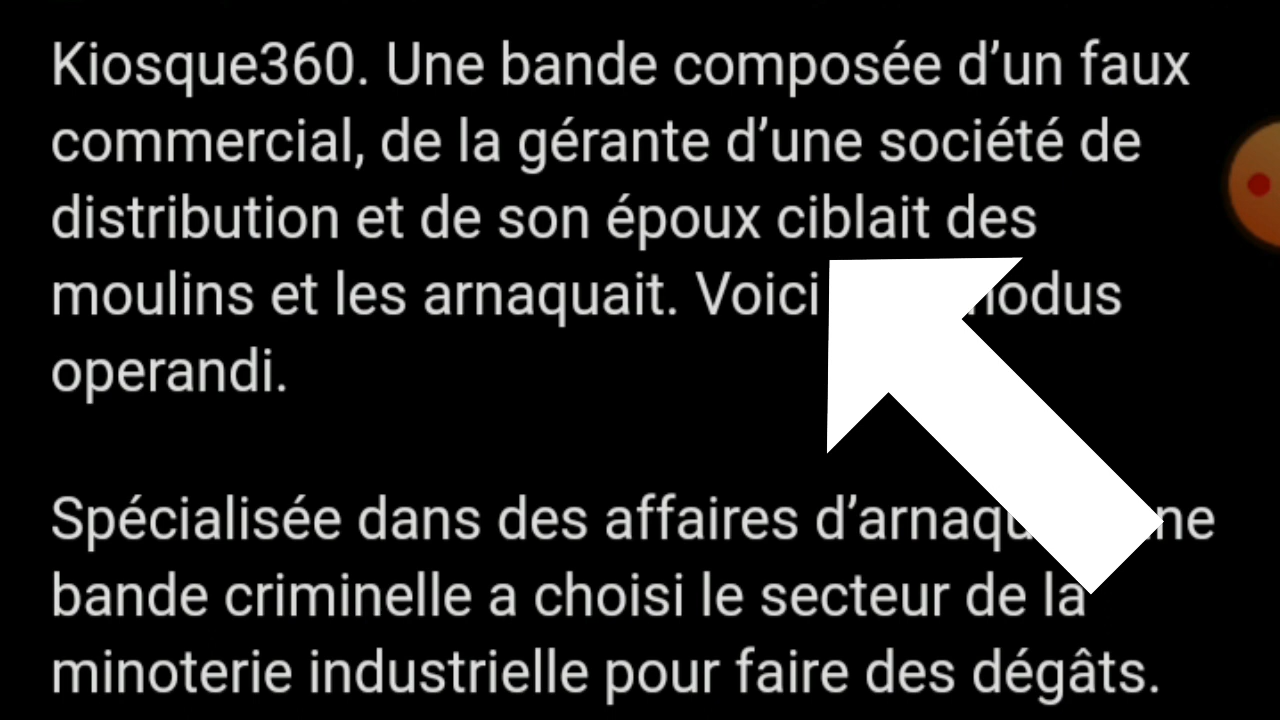 Kiosque360. Une bande composée d’un faux
commercial, de la gérante d’une société de
distribution et de son époux ciblait des
moulins et les arnaquait. Voici
operandi.
Spécialisée dans des affaires
bande criminelle a choisi le secteur de la
minoterie industrielle pour faire des dégâts.